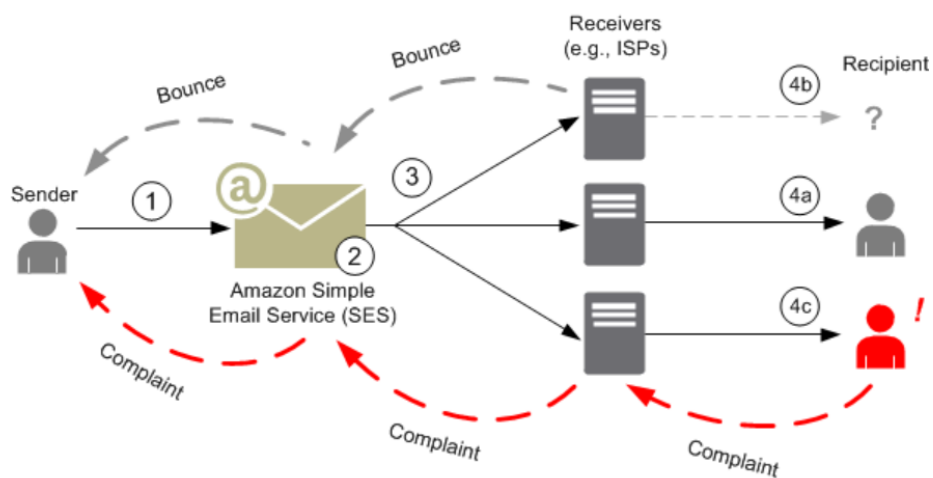 Receivers
(e.g., ISPs)
Bounce
Bounce
Recipient
4b
?
Sender
1
@
3
4a
2
Amazon Simple
Email Service (SES)
4c
!
Complaint
Complaint
Complaint